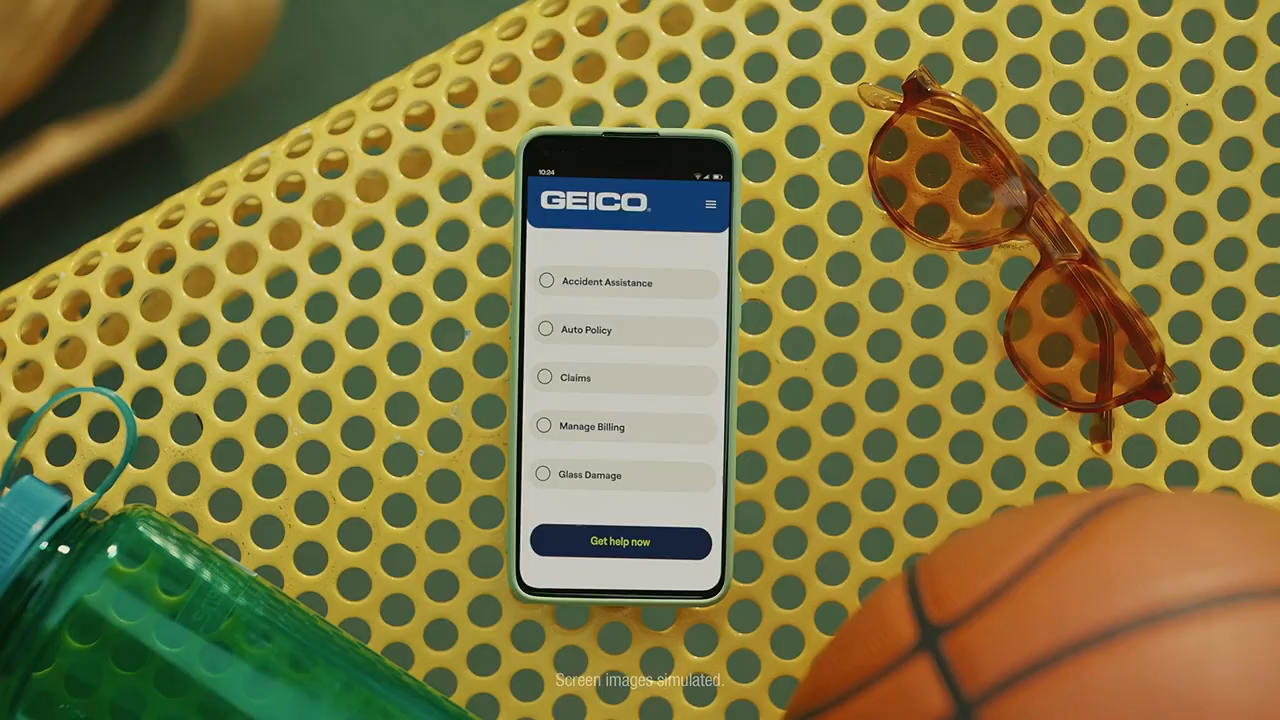 10:24
GEICO
Accident Assistance
Auto Policy
Claims
Manage Billing
Glass Damage
Get help now
Screen images simulated.